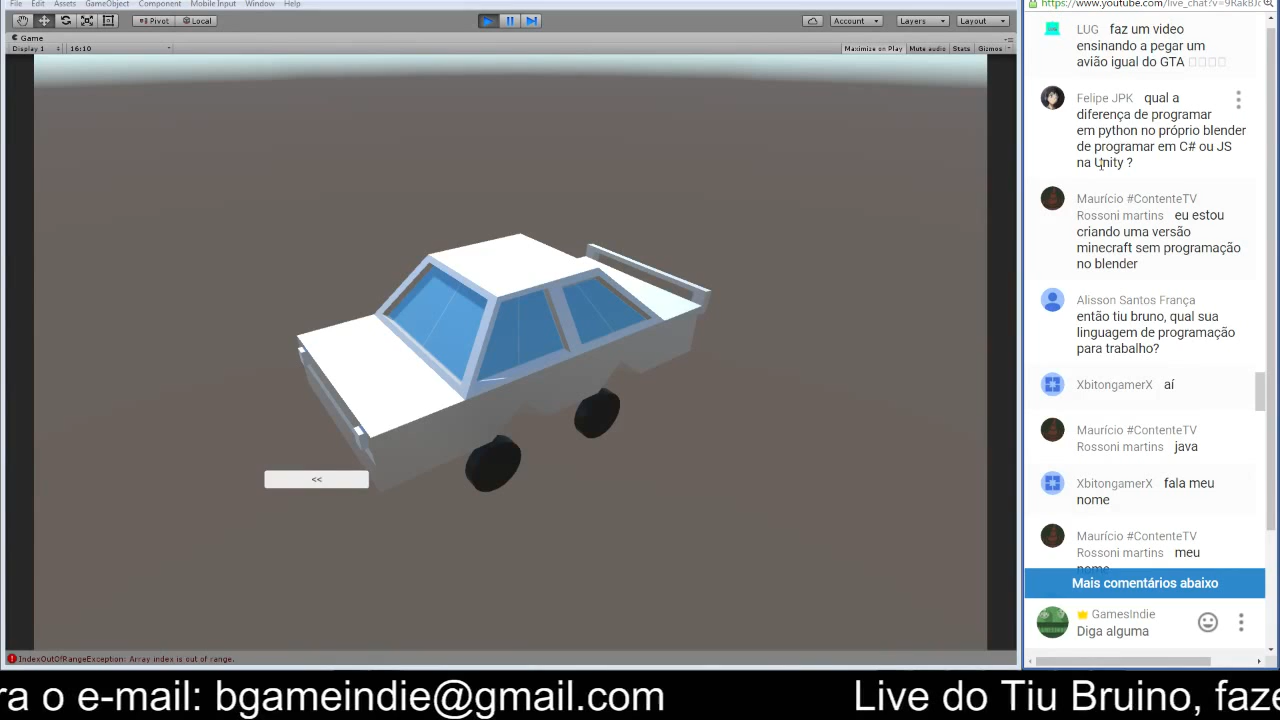 File Edit Assets GameObject Component Mobile Input Window Help
Pivot Local Account Layers Layout
Game
Display 1 16:10 Maximize on Play Mute audio Stats Gizmos
<<
IndexOutOfRangeException: Array index is out of range.
LUG faz um video
ensinando a pegar um
avião igual do GTA
Felipe JPK qual a
diferença de programar
em python no próprio blender
de programar em C# ou JS
na Unity ?
Maurício #ContenteTV
Rossoni martins eu estou
criando uma versão
minecraft sem programação
no blender
Alisson Santos França
então tiu bruno, qual sua
linguagem de programação
para trabalho?
XbitongamerX aí
Maurício #ContenteTV
Rossoni martins java
XbitongamerX fala meu
nome
Maurício #ContenteTV
Rossoni martins meu
nome
Mais comentários abaixo
GamesIndie
Diga alguma
ra o e-mail: bgameindie@gmail.com Live do Tiu Bruino, faze